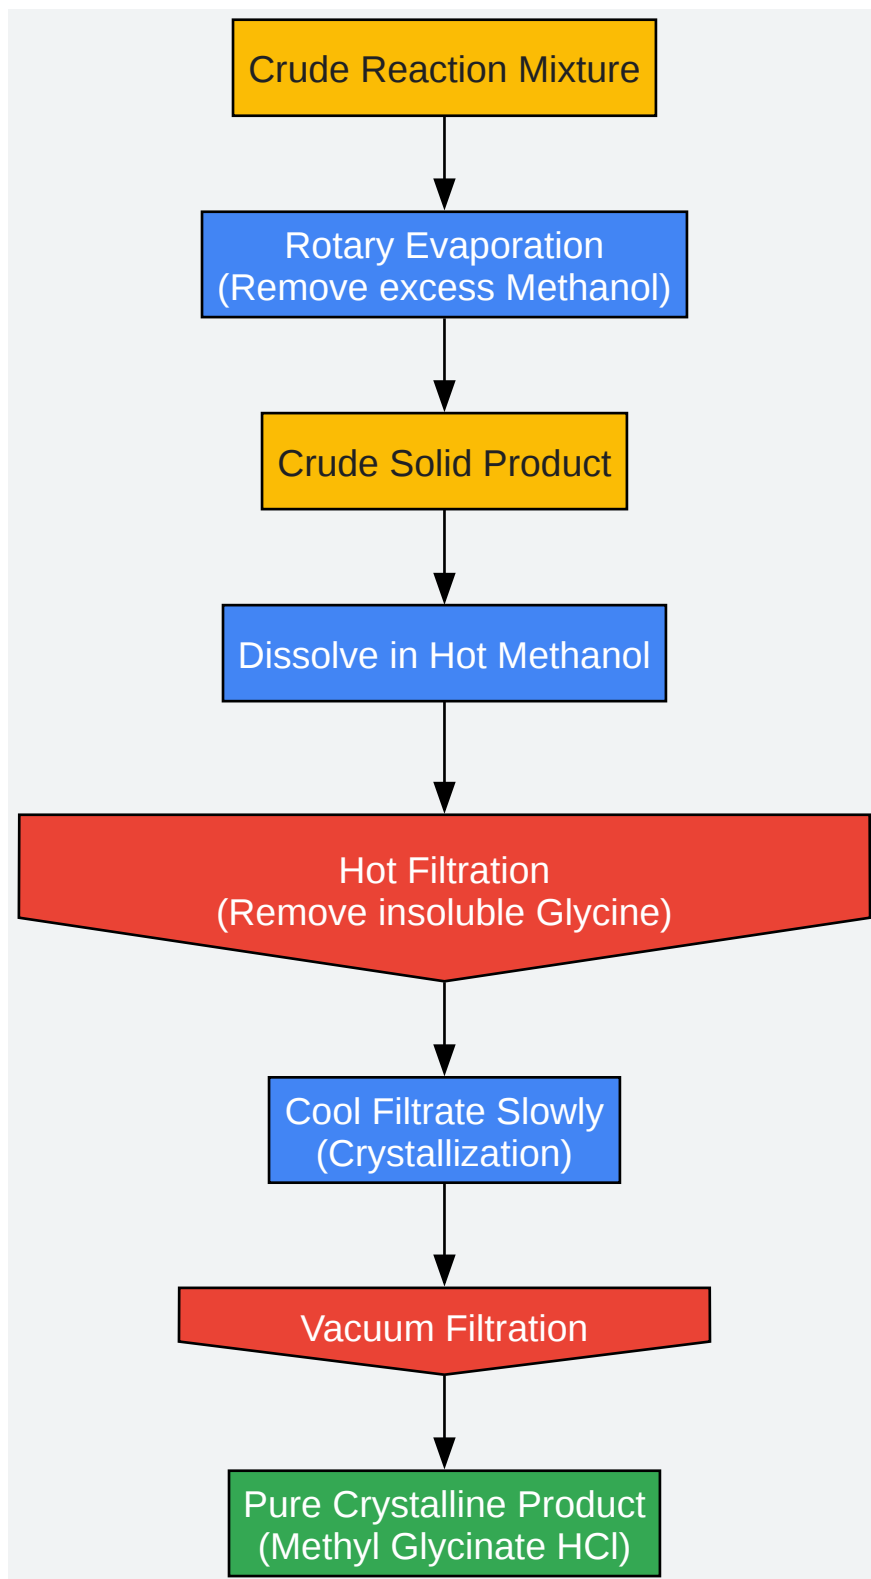 Crude Reaction Mixture
Rotary Evaporation
(Remove excess Methanol)
Crude Solid Product
Dissolve in Hot Methanol
Hot Filtration
(Remove insoluble Glycine)
Cool Filtrate Slowly
(Crystallization)
Vacuum Filtration
Pure Crystalline Product
(Methyl Glycinate HCl)